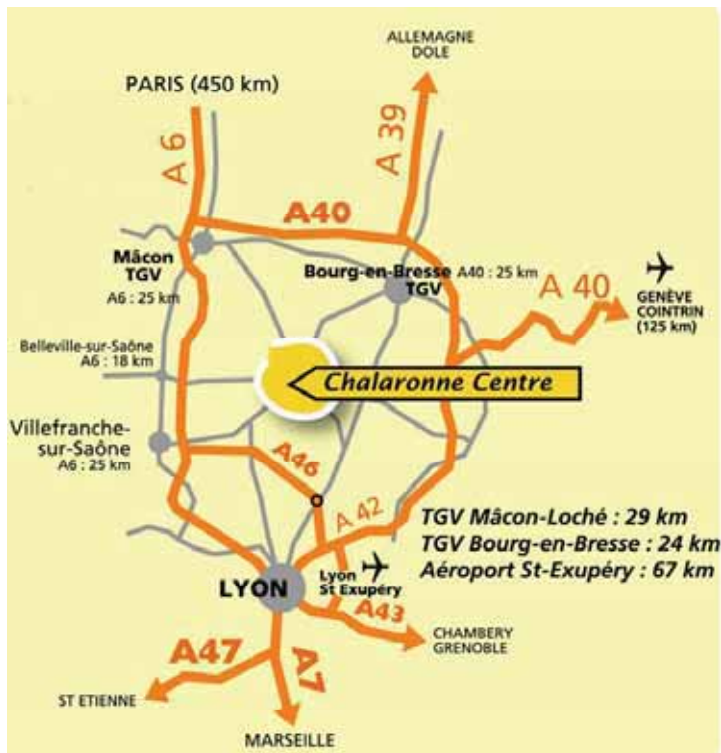 ALLEMAGNE
DOLE
PARIS (450 km)
A 6
A 39
A40
Mâcon
TGV
A6 : 25 km
Bourg-en-Bresse A40 : 25 km
TGV
A 40
GENÈVE
COINTRIN
(125 km)
Belleville-sur-Saône
A6 : 18 km
Chalaronne Centre
Villefranche-
sur-Saône
A6 : 25 km
A46
A 42
TGV Mâcon-Loché : 29 km
TGV Bourg-en-Bresse : 24 km
Aéroport St-Exupéry : 67 km
LYON
Lyon
St Exupéry
A43
CHAMBERY
GRENOBLE
A47
A7
ST ETIENNE
MARSEILLE